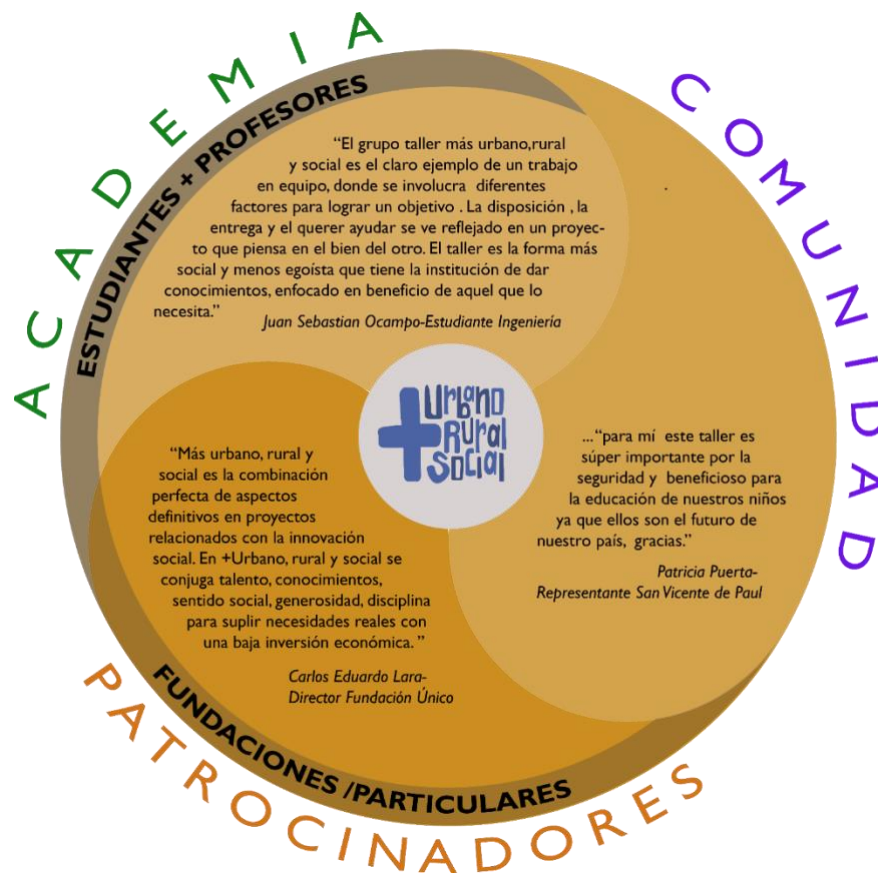 ACADEMIA
ESTUDIANTES + PROFESORES
"El grupo taller más urbano,rural
y social es el claro ejemplo de un trabajo
en equipo, donde se involucra diferentes
factores para lograr un objetivo . La disposición , la
entrega y el querer ayudar se ve reflejado en un proyec-
to que piensa en el bien del otro. El taller es la forma más
social y menos egoísta que tiene la institución de dar
conocimientos, enfocado en beneficio de aquel que lo
necesita."
Juan Sebastian Ocampo-Estudiante Ingeniería
COMUNIDAD
..."para mí este taller es
súper importante por la
seguridad y beneficioso para
la educación de nuestros niños
ya que ellos son el futuro de
nuestro país, gracias."
Patricia Puerta-
Representante San Vicente de Paul
+Urbano
Rural
Social
"Más urbano, rural y
social es la combinación
perfecta de aspectos
definitivos en proyectos
relacionados con la innovación
social. En +Urbano, rural y social se
conjuga talento, conocimientos,
sentido social, generosidad, disciplina
para suplir necesidades reales con
una baja inversión económica. "
Carlos Eduardo Lara-
Director Fundación Único
FUNDACIONES /PARTICULARES
PATROCINADORES